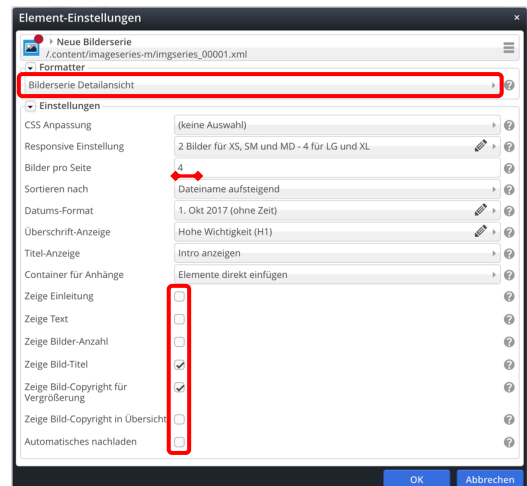 Element-Einstellungen ×
Neue Bilderserie
/.content/imageseries-m/imgseries_00001.xml
Formatter
Bilderserie Detailansicht ?
Einstellungen
CSS Anpassung (keine Auswahl) ?
Responsive Einstellung 2 Bilder für XS, SM und MD - 4 für LG und XL ?
Bilder pro Seite 4 ?
Sortieren nach Dateiname aufsteigend ?
Datums-Format 1. Okt 2017 (ohne Zeit) ?
Überschrift-Anzeige Hohe Wichtigkeit (H1) ?
Titel-Anzeige Intro anzeigen ?
Container für Anhänge Elemente direkt einfügen ?
Zeige Einleitung ?
Zeige Text ?
Zeige Bilder-Anzahl ?
Zeige Bild-Titel ?
Zeige Bild-Copyright für ?
Vergrößerung
Zeige Bild-Copyright in Übersicht ?
Automatisches nachladen ?
OK Abbrechen